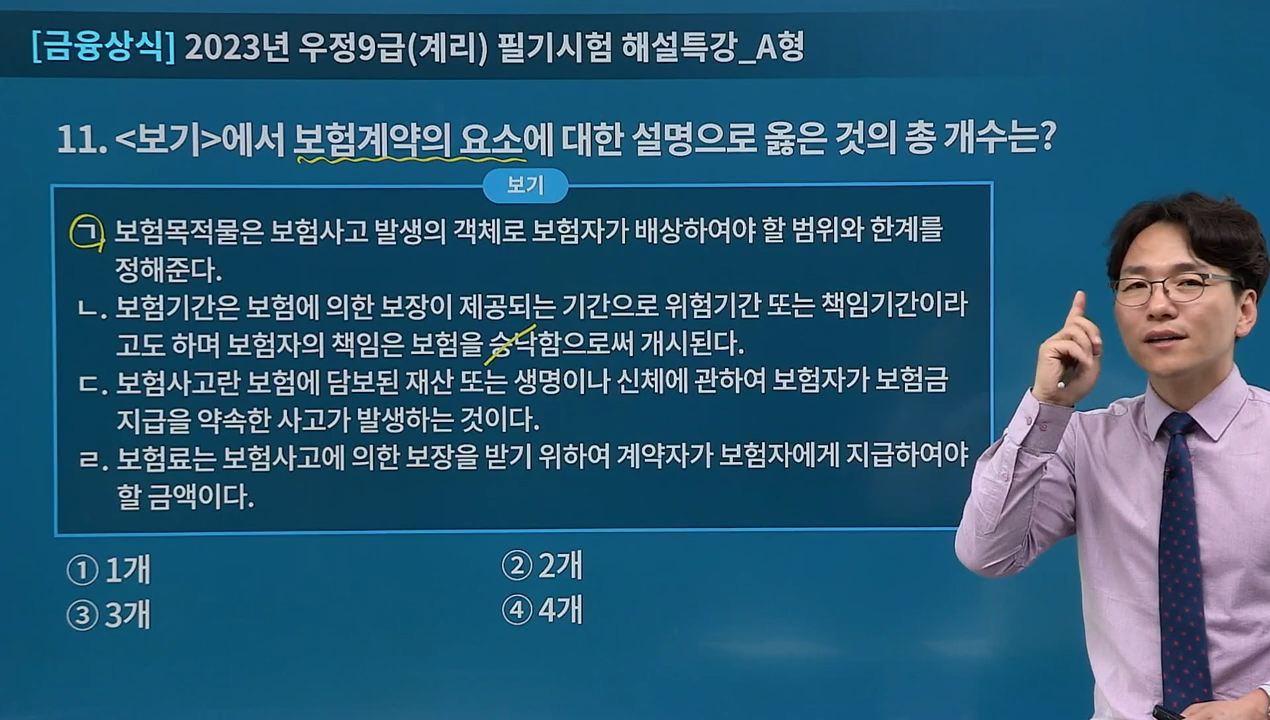 [금융상식] 2023년 우정9급(계리) 필기시험 해설특강_A형
11. <보기>에서 보험계약의 요소에 대한 설명으로 옳은 것의 총 개수는?
보기
ㄱ. 보험목적물은 보험사고 발생의 객체로 보험자가 배상하여야 할 범위와 한계를
정해준다.
ㄴ. 보험기간은 보험에 의한 보장이 제공되는 기간으로 위험기간 또는 책임기간이라
고도 하며 보험자의 책임은 보험을 승낙함으로써 개시된다.
ㄷ. 보험사고란 보험에 담보된 재산 또는 생명이나 신체에 관하여 보험자가 보험금
지급을 약속한 사고가 발생하는 것이다.
ㄹ. 보험료는 보험사고에 의한 보장을 받기 위하여 계약자가 보험자에게 지급하여야
할 금액이다.
① 1개
② 2개
③ 3개
④ 4개